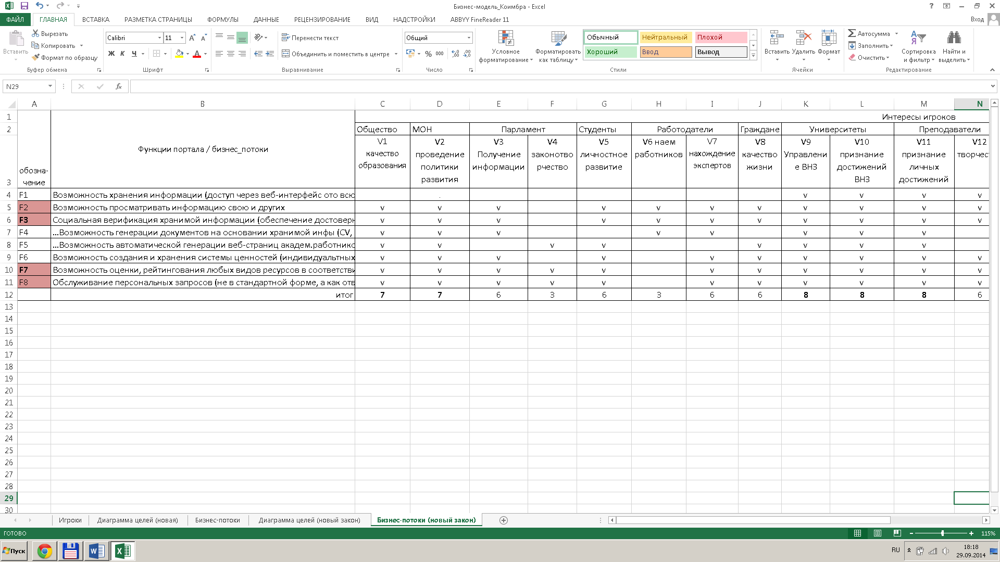 Бизнес-модель_Коимбра - Excel
ФАЙЛ ГЛАВНАЯ ВСТАВКА РАЗМЕТКА СТРАНИЦЫ ФОРМУЛЫ ДАННЫЕ РЕЦЕНЗИРОВАНИЕ ВИД НАДСТРОЙКИ ABBYY FineReader 11 Вход
Вставить
Вырезать
Копировать
Формат по образцу
Буфер обмена
Calibri 11
Ж К Ч
Шрифт
Перенести текст
Объединить и поместить в центре
Выравнивание
Общий
% 000
Число
Условное форматирование
Форматировать как таблицу
Обычный Нейтральный Плохой
Хороший Ввод Вывод
Стили
Вставить Удалить Формат
Ячейки
Автосумма
Заполнить
Очистить
Сортировка и фильтр
Найти и выделить
Редактирование
N29 fx
A B C D E F G H I J K L M N
1 Интересы игроков
2 Общество МОН Парламент Студенты Работодатели Граждане Университеты Преподаватели
3 обозна-чение Функции портала / бизнес_потоки V1 качество образования V2 проведение политики развития V3 Получение информации V4 законотворчество V5 личностное развитие V6 наем работников V7 нахождение экспертов V8 качество жизни V9 Управление ВНЗ V10 признание достижений ВНЗ V11 признание личных достижений V12 творчес
4 F1 Возможность хранения информации (доступ через веб-интерфейс ото всю . v v v v
5 F2 Возможность просматривать информацию свою и других v v v v v v v v v v v
6 F3 Социальная верификация хранимой информации (обеспечение достоверн v v v v v v v v v v v
7 F4 ...Возможность генерации документов на основании хранимой инфы (CV, v v v v v v v v
8 F5 ...Возможность автоматической генерации веб-страниц академ.работнико v v v v v v v v
9 F6 Возможность создания и хранения системы ценностей (индивидуальтных v v v v v v v v v v
10 F7 Возможность оценки, рейтингования любых видов ресурсов в соответстви v v v v v v v v v v v
11 F8 Обслуживание персональных запросов (не в стандартной форме, а как отв v v v v v v v v v v v
12 итог 7 7 6 3 6 3 6 6 8 8 8 6
13
14
15
16
17
18
19
20
21
22
23
24
25
26
27
28
29
30
Игроки Диаграмма целей (новая) Бизнес-потоки Диаграмма целей (новый закон) Бизнес-потоки (новый закон)
ГОТОВО 115%
Пуск RU 18:18
29.09.2014